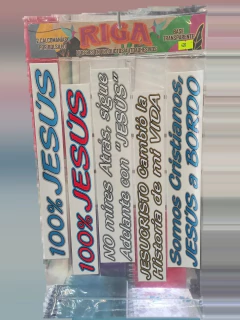 RIGA
100% JESÚS
100% JESÚS
NO mires Atrás, sigue
Adelante con "JESÚS"
JESUCRISTO cambió la
Historia de mi VIDA
Somos Cristianos,
JESÚS A BORDO